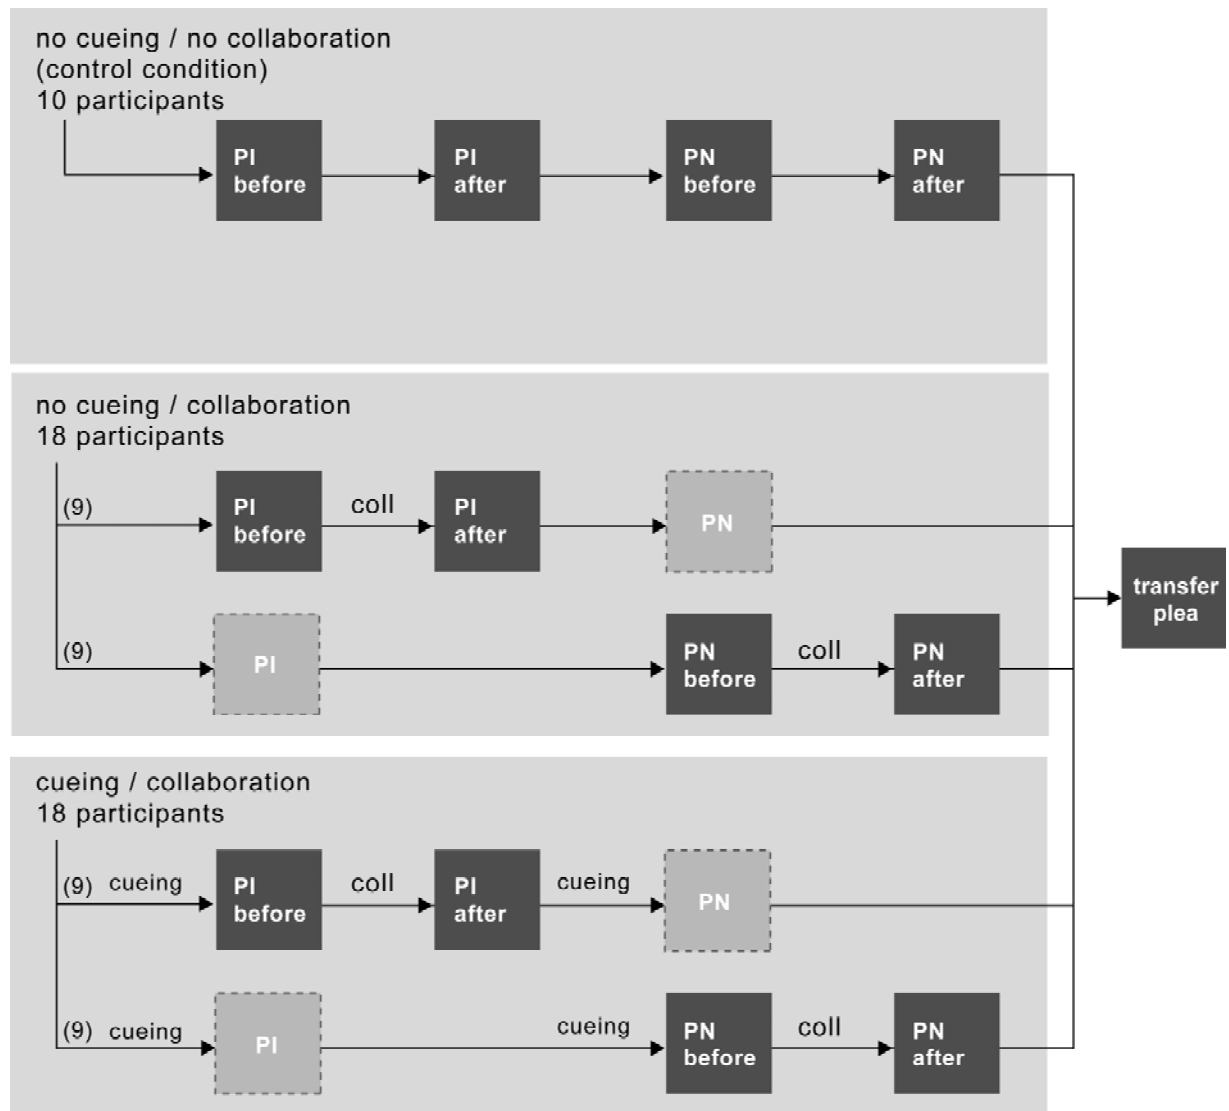 no cueing / no collaboration
(control condition)
10 participants
PI
before
PI
after
PN
before
PN
after
no cueing / collaboration
18 participants
(9)
PI
before
coll
PI
after
PN
(9)
PI
PN
before
coll
PN
after
transfer
plea
cueing / collaboration
18 participants
(9) cueing
PI
before
coll
PI
after
cueing
PN
(9) cueing
PI
cueing
PN
before
coll
PN
after